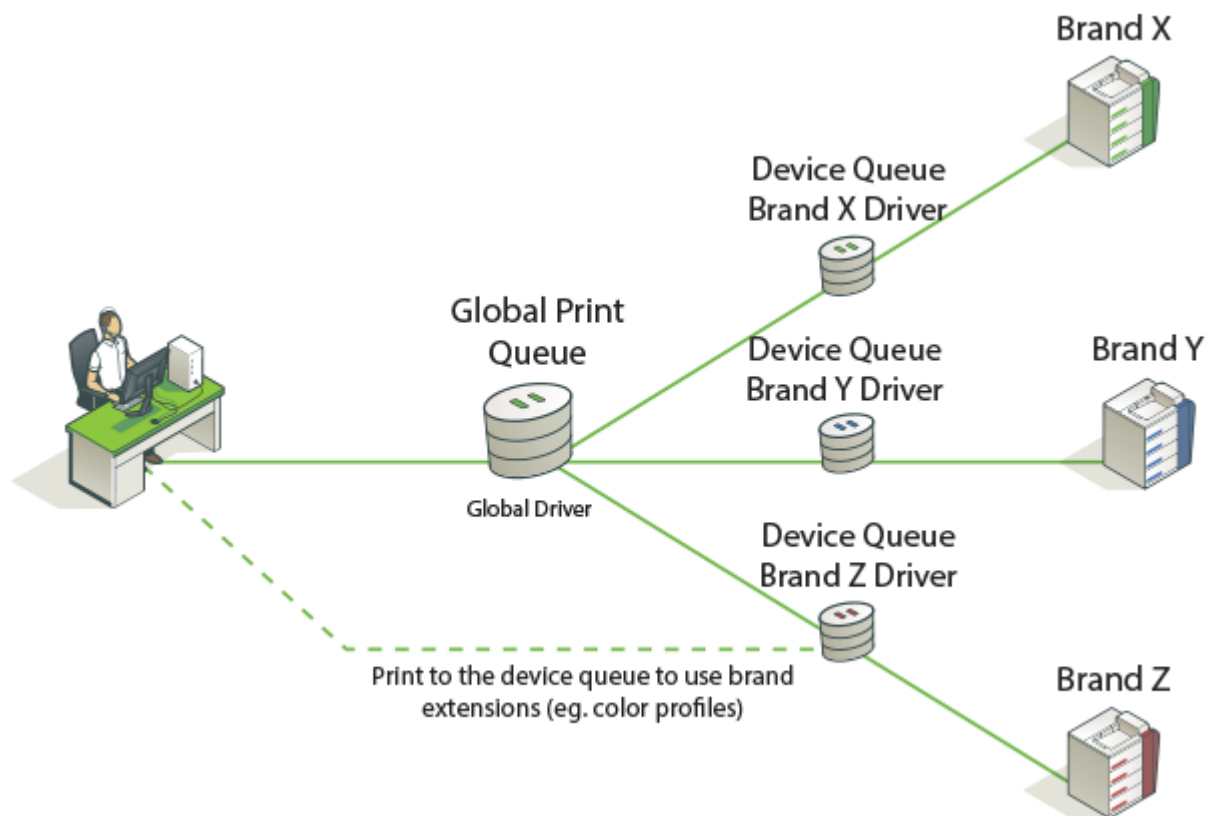 Brand X
Device Queue
Brand X Driver
Global Print
Queue
Global Driver
Device Queue
Brand Y Driver
Brand Y
Device Queue
Brand Z Driver
Print to the device queue to use brand
extensions (eg. color profiles)
Brand Z